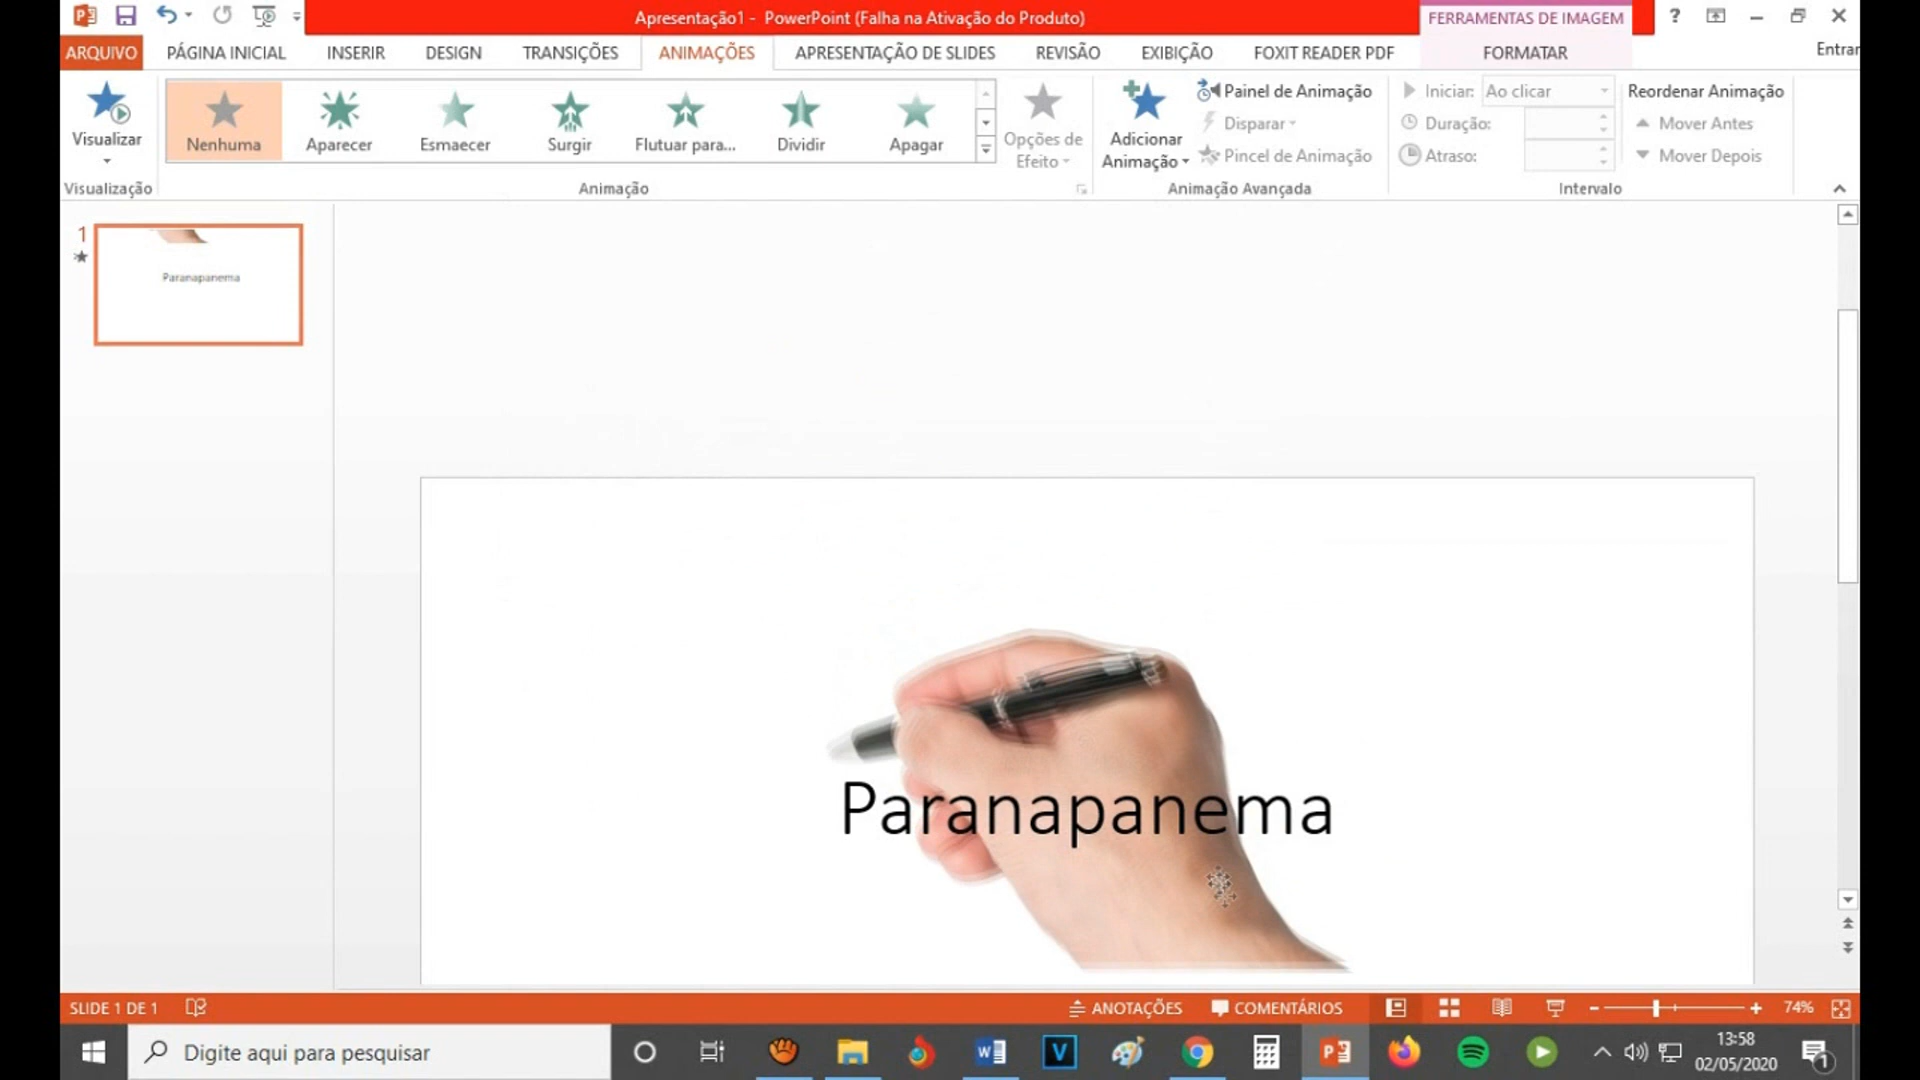 Apresentação1 - PowerPoint (Falha na Ativação do Produto)
FERRAMENTAS DE IMAGEM
?
ARQUIVO PÁGINA INICIAL INSERIR DESIGN TRANSIÇÕES ANIMAÇÕES APRESENTAÇÃO DE SLIDES REVISÃO EXIBIÇÃO FOXIT READER PDF FORMATAR Entrar
Visualizar
Nenhuma Aparecer Esmaecer Surgir Flutuar para... Dividir Apagar
Opções de
Efeito
Adicionar
Animação
Painel de Animação
Disparar
Pincel de Animação
Iniciar: Ao clicar
Duração:
Atraso:
Reordenar Animação
Mover Antes
Mover Depois
Visualização Animação Animação Avançada Intervalo
1
Paranapanema
Paranapanema
SLIDE 1 DE 1 ANOTAÇÕES COMENTÁRIOS 74%
Digite aqui para pesquisar
13:58
02/05/2020
1